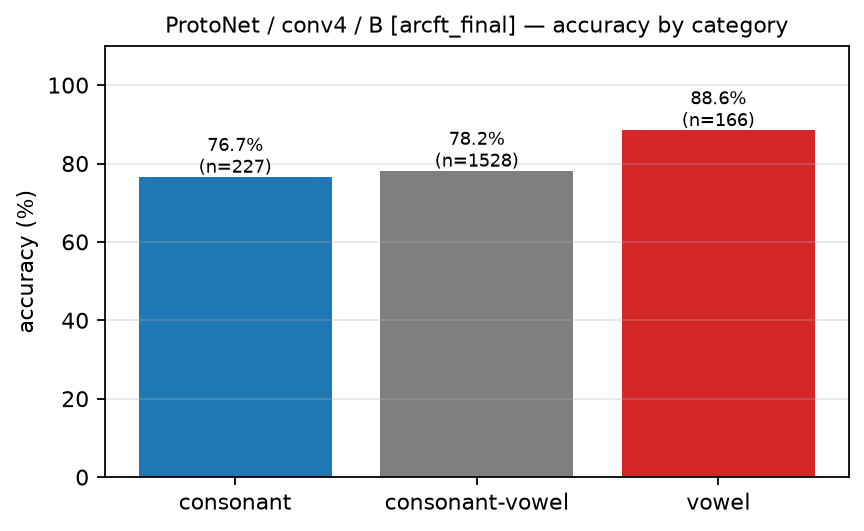 ProtoNet / conv4 / B [arcft_final] — accuracy by category
accuracy (%)
100
80
60
40
20
0
76.7%
(n=227)
78.2%
(n=1528)
88.6%
(n=166)
consonant
consonant-vowel
vowel